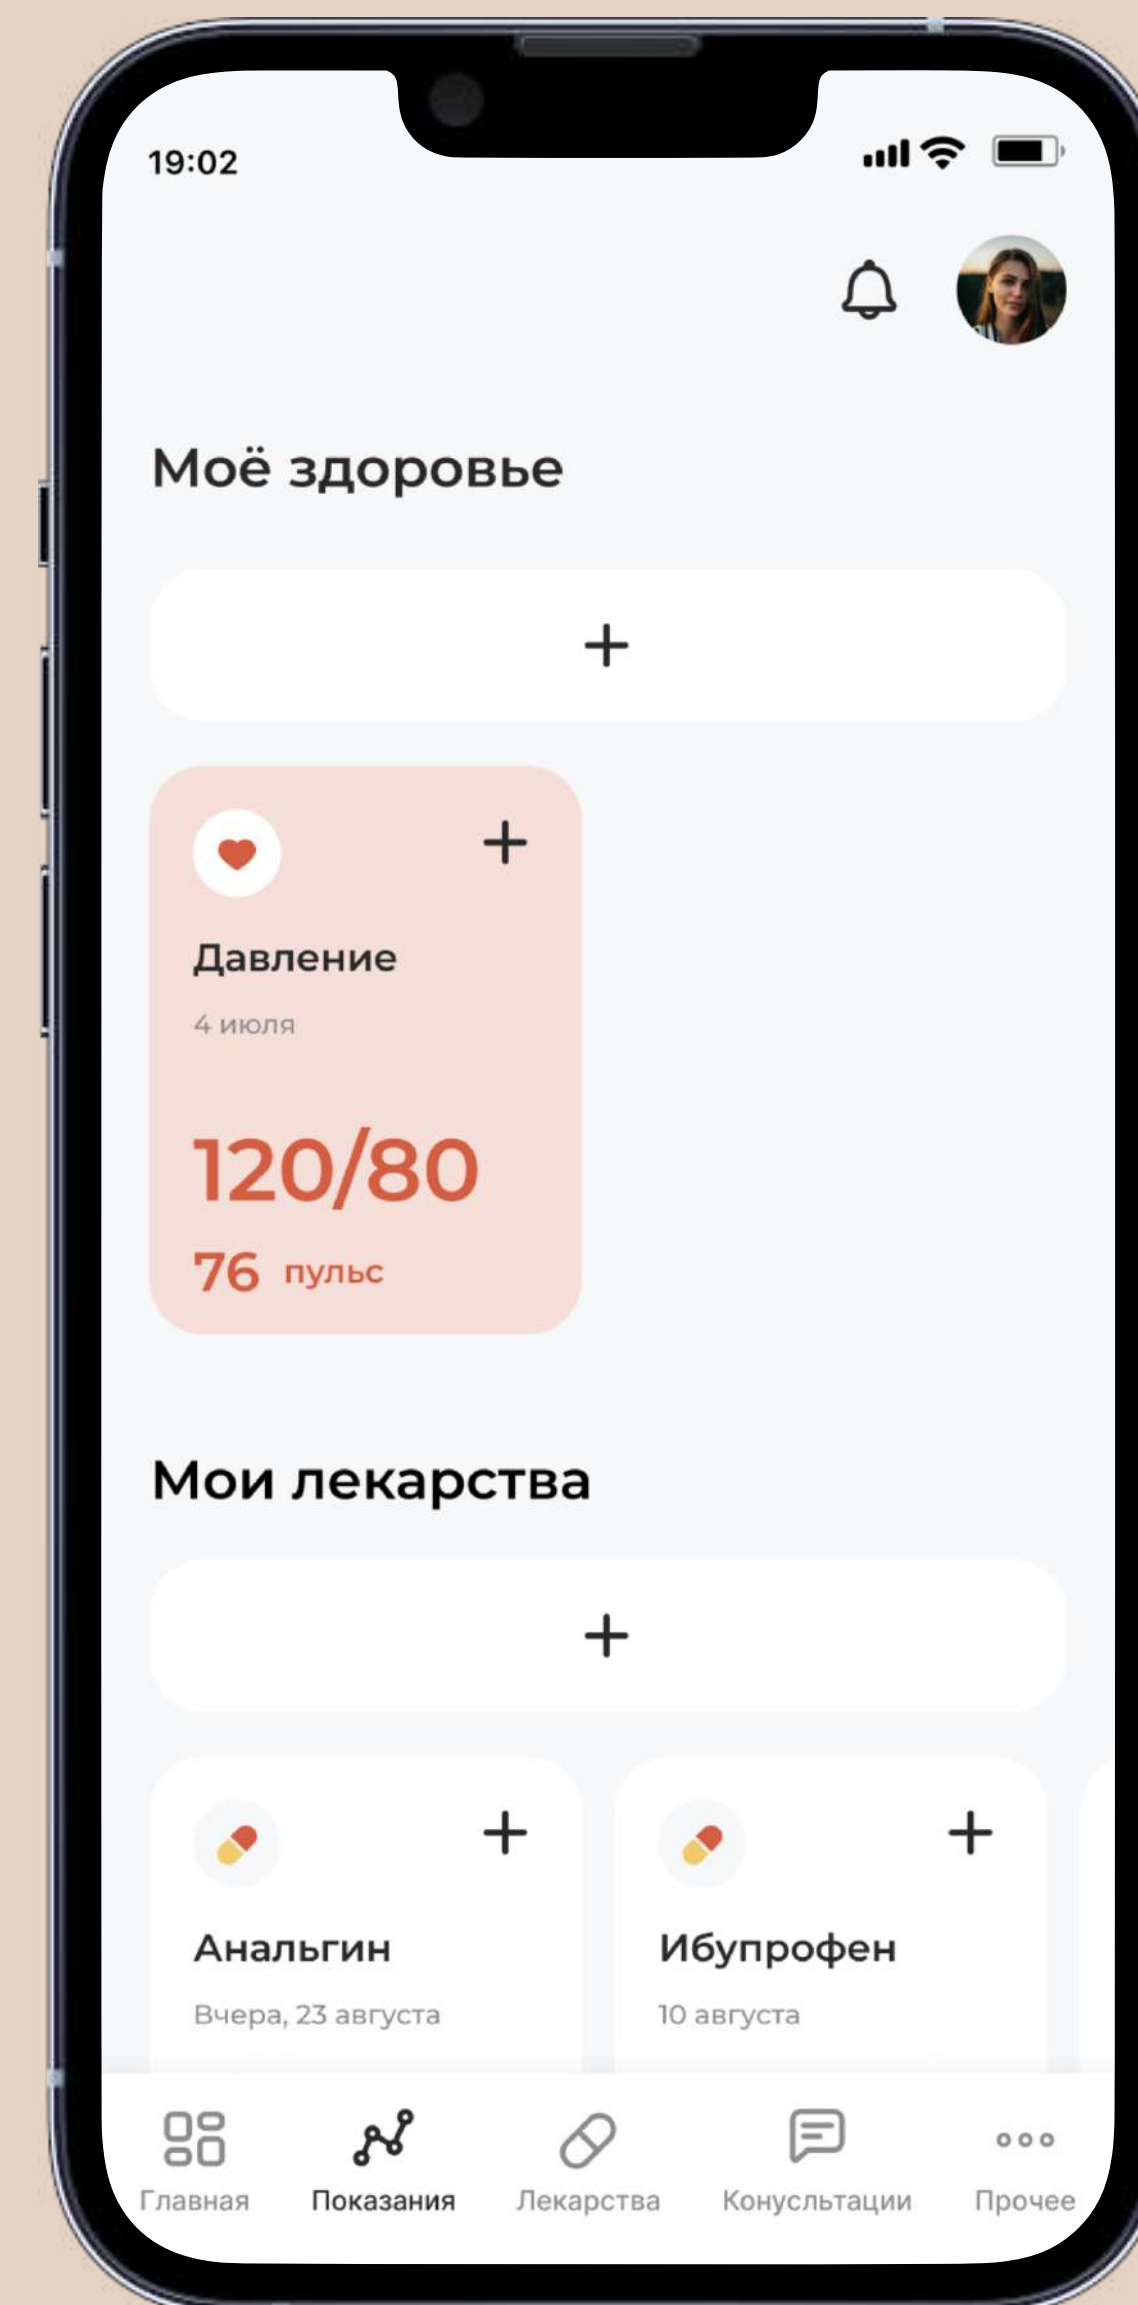 19:02
Моё здоровье
Давление
4 июля
120/80
76 пульс
Мои лекарства
Анальгин
Вчера, 23 августа
Ибупрофен
10 августа
Главная
Показания
Лекарства
Конусльтации
Прочее